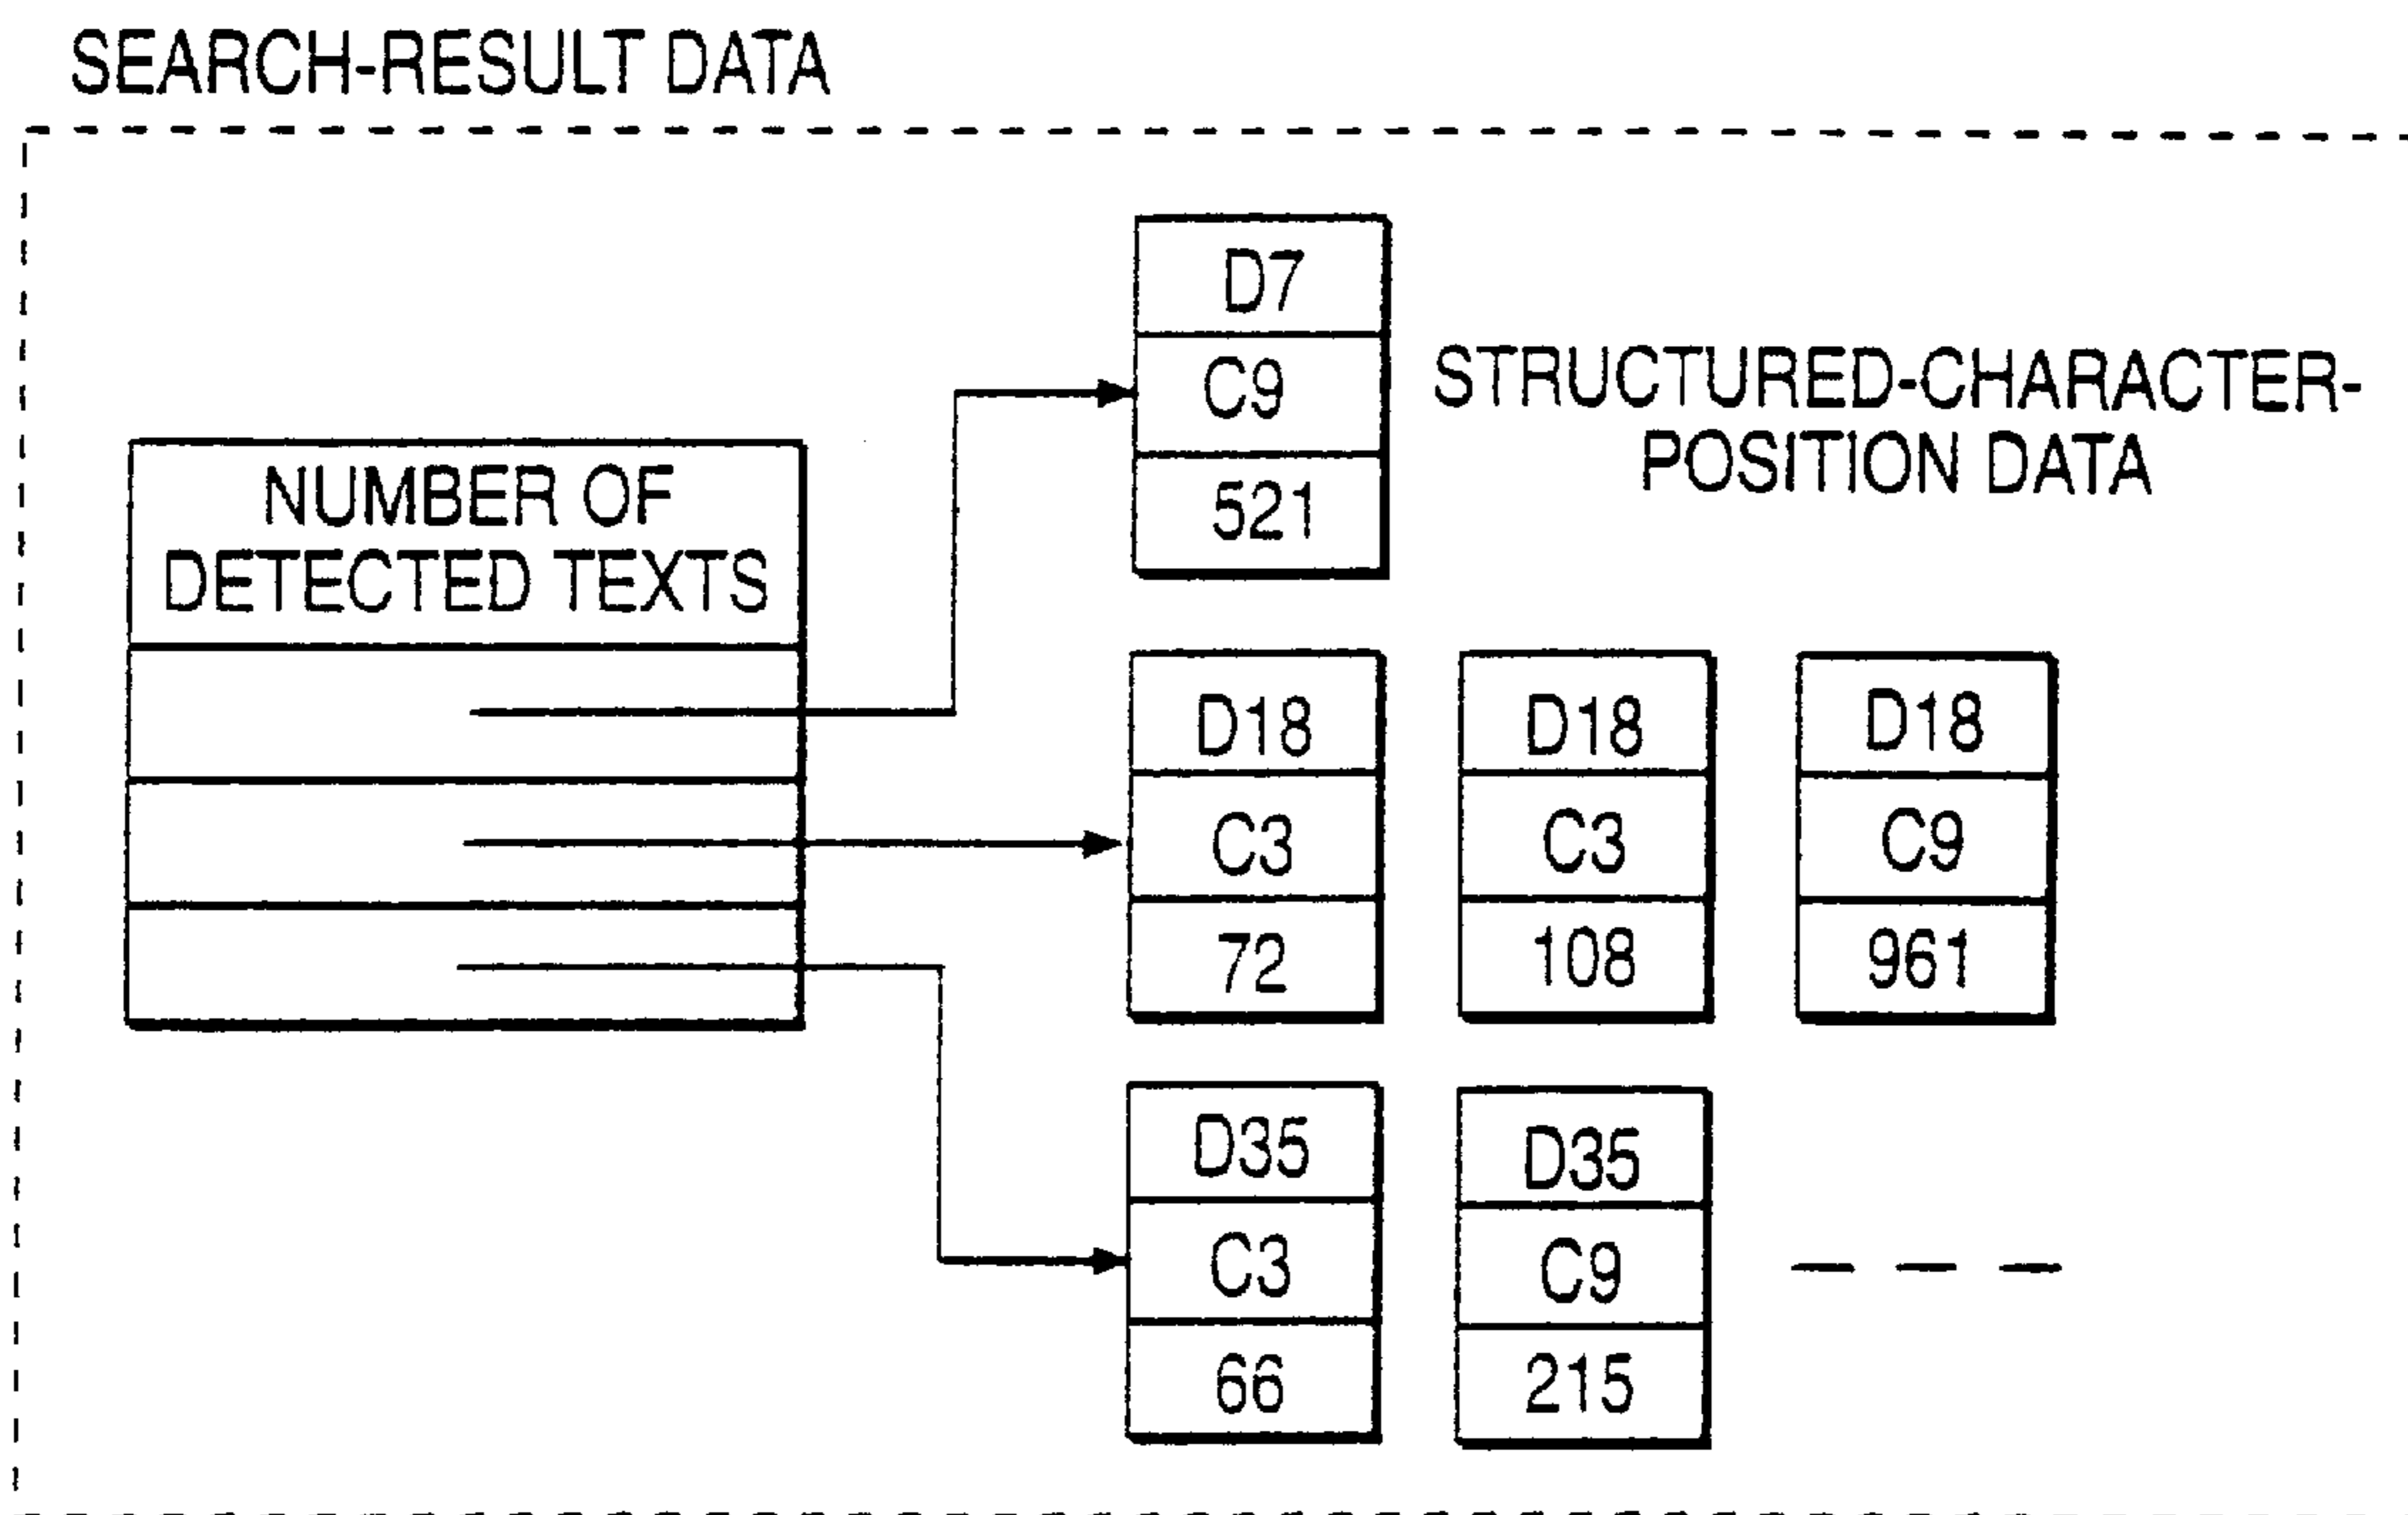 SEARCH-RESULT DATA
D7
C9
521
STRUCTURED-CHARACTER-
POSITION DATA
NUMBER OF
DETECTED TEXTS
D18
C3
72
D18
C3
108
D18
C9
961
D35
C3
66
D35
C9
215